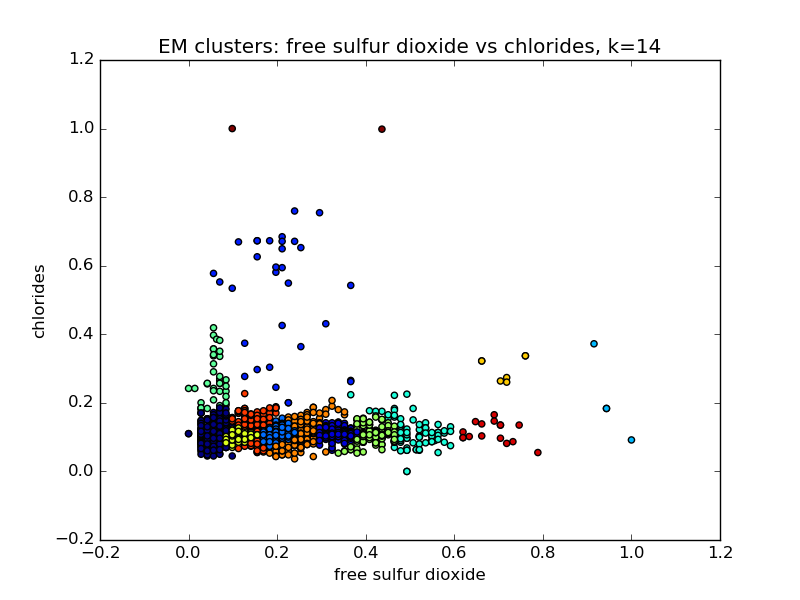 EM clusters: free sulfur dioxide vs chlorides, k=14
1.2
1.0
0.8
0.6
0.4
0.2
0.0
−0.2
chlorides
−0.2 0.0 0.2 0.4 0.6 0.8 1.0 1.2
free sulfur dioxide